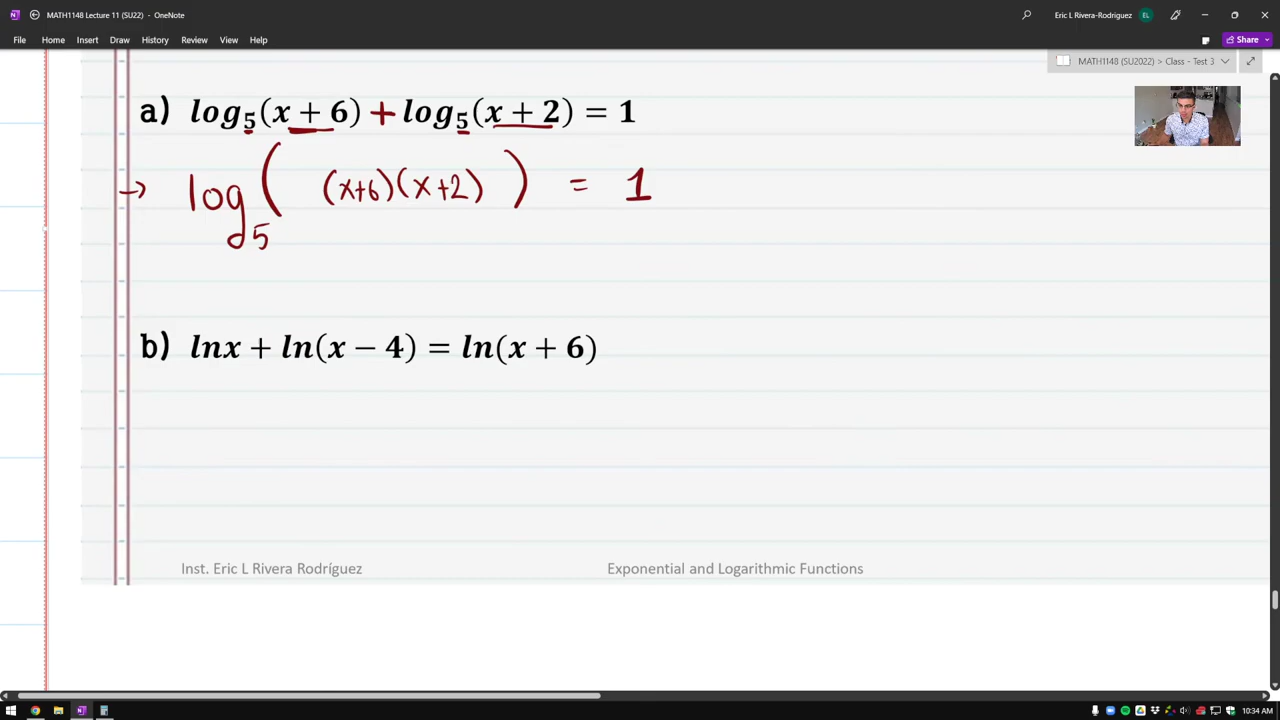 MATH1148 Lecture 11 (SU22) - OneNote
Eric L Rivera-Rodriguez EL
File Home Insert Draw History Review View Help Share
MATH1148 (SU2022) > Class - Test 3
a) log₅(x + 6) + log₅(x + 2) = 1
→ log₅( (x+6)(x+2) ) = 1
b) lnx + ln(x − 4) = ln(x + 6)
Inst. Eric L Rivera Rodríguez Exponential and Logarithmic Functions
10:34 AM